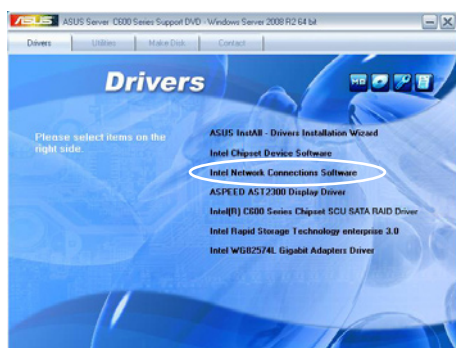 ASUS ASUS Server C600 Series Support DVD - Windows Server 2008 R2 64 bit
Drivers Utilities Make Disk Contact
Drivers
Please select items on the right side.
ASUS InstAll - Drivers Installation Wizard
Intel Chipset Device Software
Intel Network Connections Software
ASPEED AST2300 Display Driver
Intel(R) C600 Series Chipset SCU SATA RAID Driver
Intel Rapid Storage Technology enterprise 3.0
Intel WG82574L Gigabit Adapters Driver